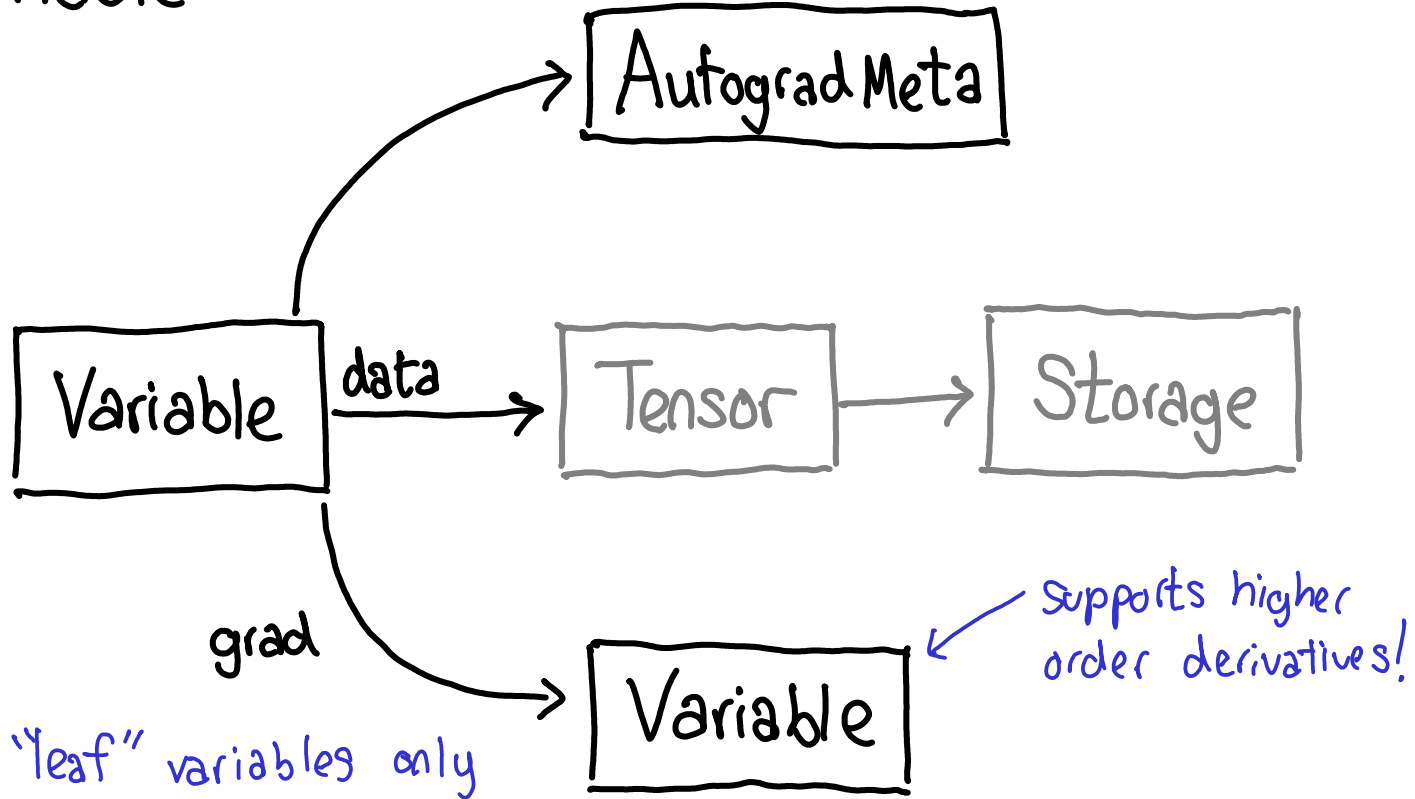 AutogradMeta
Variable
data
Tensor
Storage
grad
supports higher
order derivatives!
Variable
"leaf" variables only